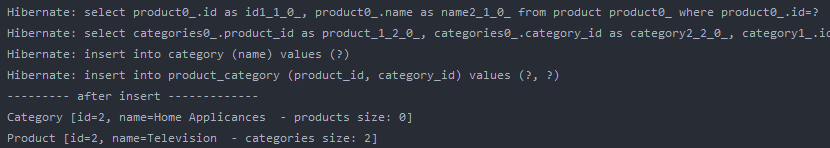 Hibernate: select product0_.id as id1_1_0_, product0_.name as name2_1_0_ from product product0_ where product0_.id=?
Hibernate: select categories0_.product_id as product_1_2_0_, categories0_.category_id as category2_2_0_, category1_.id
Hibernate: insert into category (name) values (?)
Hibernate: insert into product_category (product_id, category_id) values (?, ?)
--------- after insert -------------
Category [id=2, name=Home Applicances  - products size: 0]
Product [id=2, name=Television  - categories size: 2]